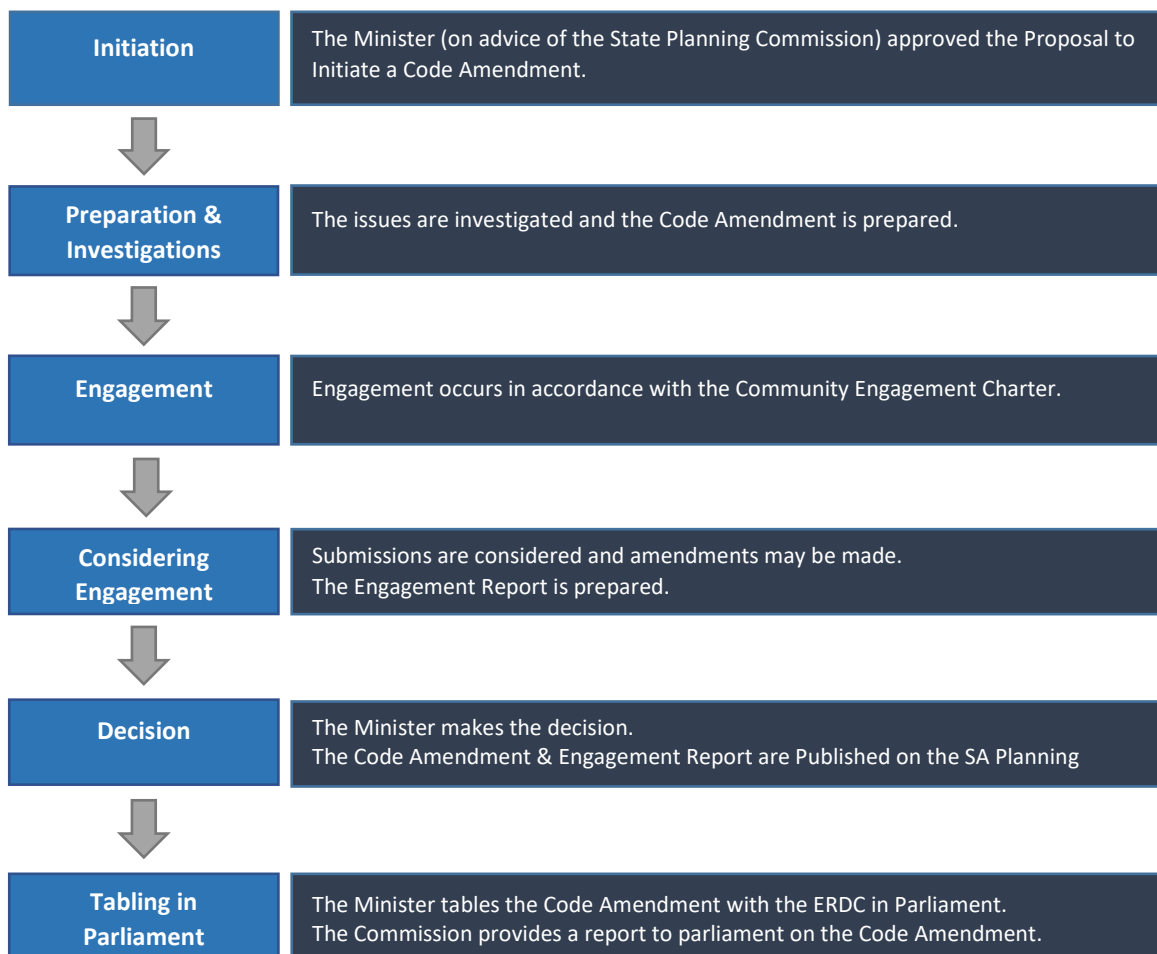 Initiation
The Minister (on advice of the State Planning Commission) approved the Proposal to
Initiate a Code Amendment.
Preparation &
Investigations
The issues are investigated and the Code Amendment is prepared.
Engagement
Engagement occurs in accordance with the Community Engagement Charter.
Considering
Engagement
Submissions are considered and amendments may be made.
The Engagement Report is prepared.
Decision
The Minister makes the decision.
The Code Amendment & Engagement Report are Published on the SA Planning
Tabling in
Parliament
The Minister tables the Code Amendment with the ERDC in Parliament.
The Commission provides a report to parliament on the Code Amendment.